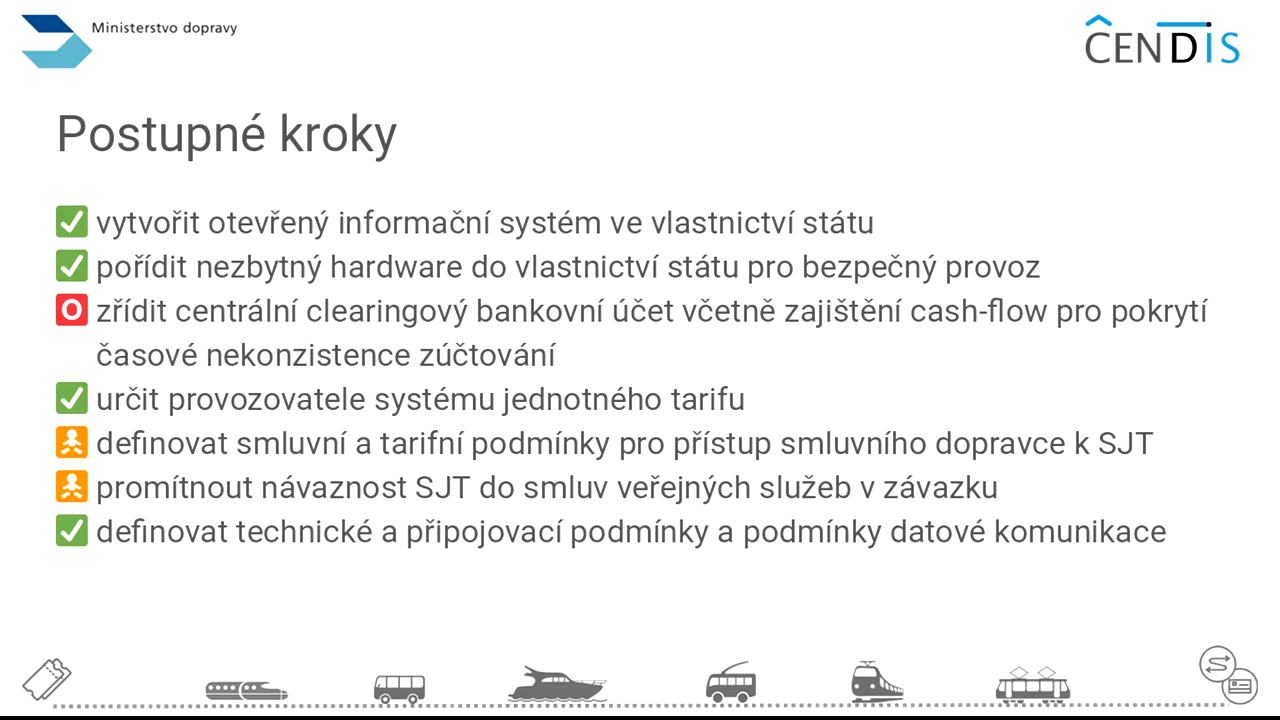 Ministerstvo dopravy
ČENDIS
Postupné kroky
✅ vytvořit otevřený informační systém ve vlastnictví státu
✅ pořídit nezbytný hardware do vlastnictví státu pro bezpečný provoz
🅾 zřídit centrální clearingový bankovní účet včetně zajištění cash-flow pro pokrytí
časové nekonzistence zúčtování
✅ určit provozovatele systému jednotného tarifu
definovat smluvní a tarifní podmínky pro přístup smluvního dopravce k SJT
promítnout návaznost SJT do smluv veřejných služeb v závazku
✅ definovat technické a připojovací podmínky a podmínky datové komunikace